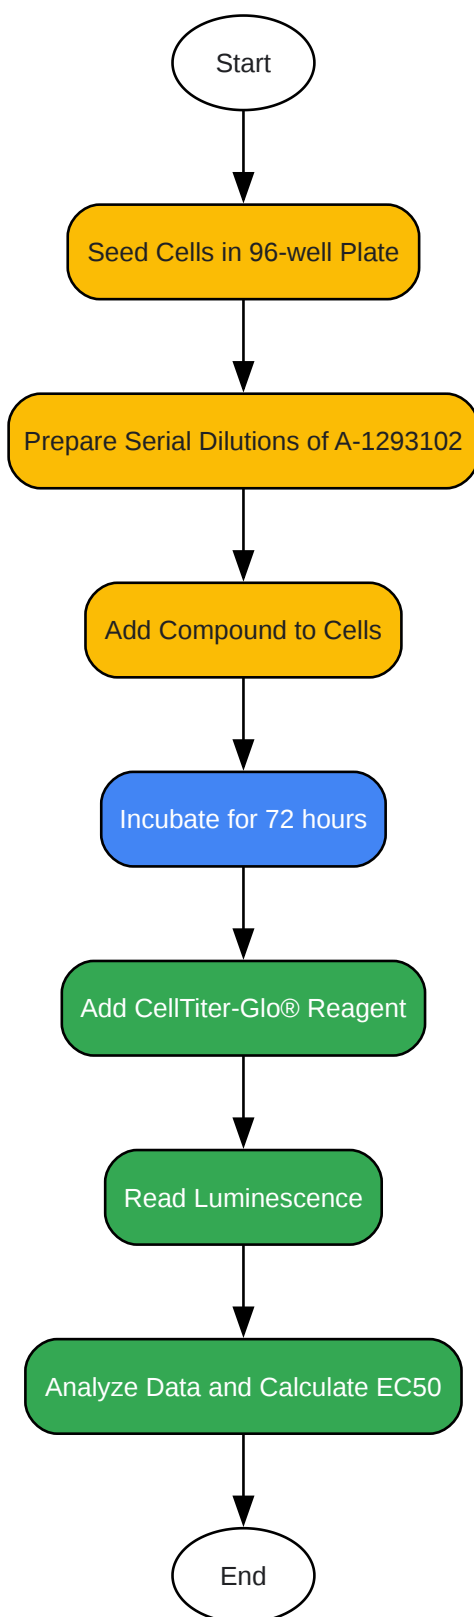 Start
Seed Cells in 96-well Plate
Prepare Serial Dilutions of A-1293102
Add Compound to Cells
Incubate for 72 hours
Add CellTiter-Glo® Reagent
Read Luminescence
Analyze Data and Calculate EC50
End